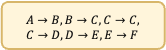 A → B, B → C, C → C,
C → D, D → E, E → F